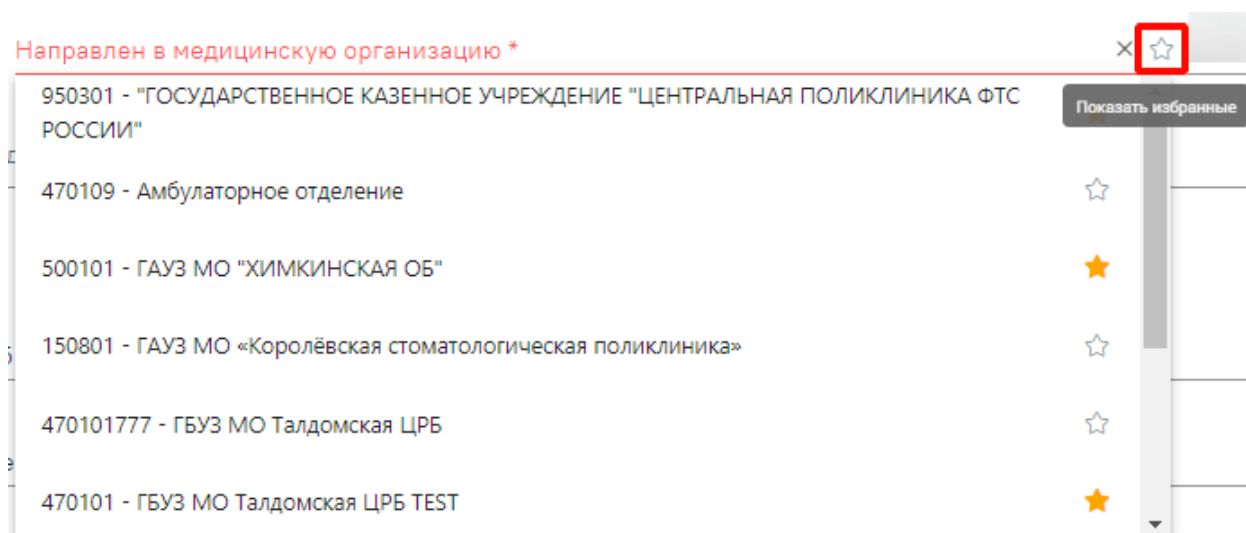 Направлен в медицинскую организацию *
950301 - "ГОСУДАРСТВЕННОЕ КАЗЕННОЕ УЧРЕЖДЕНИЕ "ЦЕНТРАЛЬНАЯ ПОЛИКЛИНИКА ФТС
РОССИИ"
Показать избранные
470109 - Амбулаторное отделение
500101 - ГАУЗ МО "ХИМКИНСКАЯ ОБ"
150801 - ГАУЗ МО «Королёвская стоматологическая поликлиника»
470101777 - ГБУЗ МО Талдомская ЦРБ
470101 - ГБУЗ МО Талдомская ЦРБ TEST